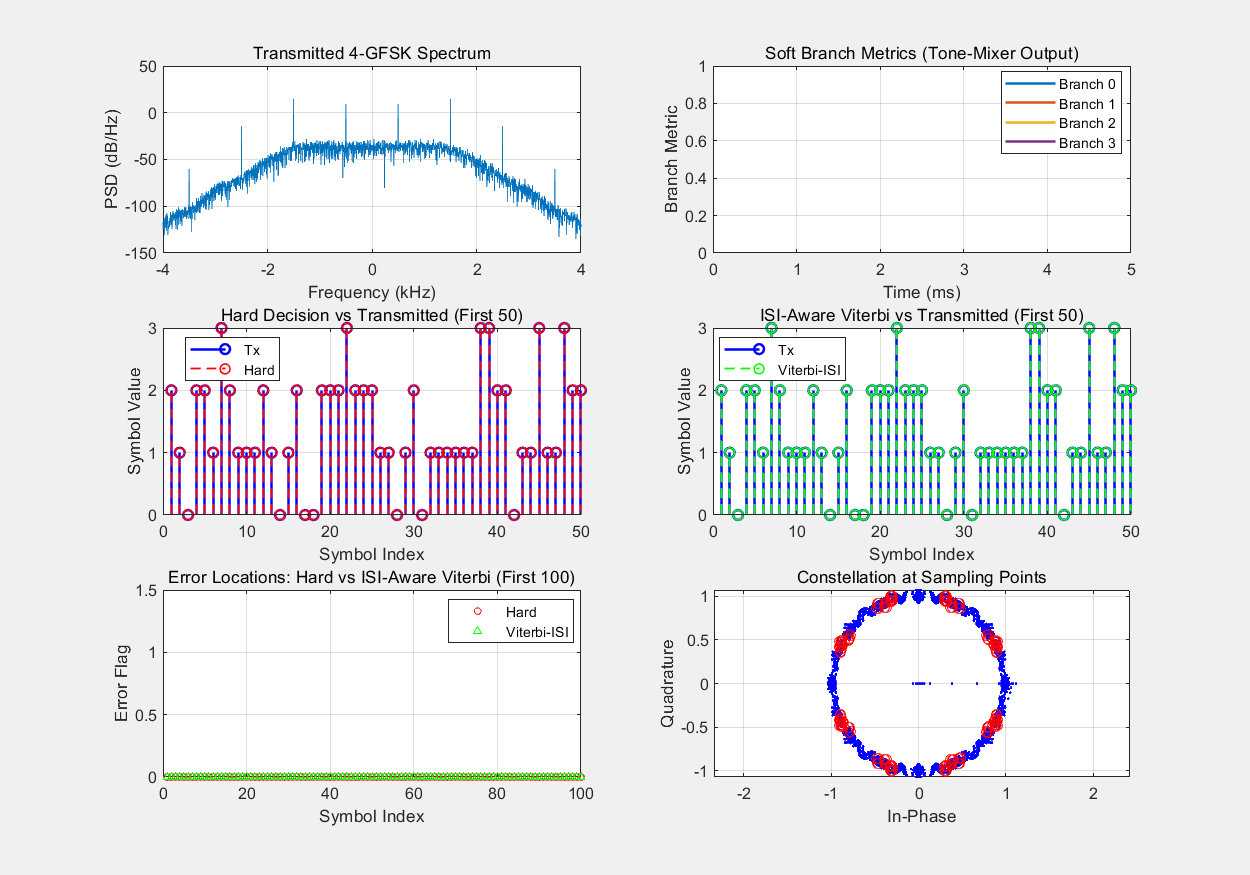 Transmitted 4-GFSK Spectrum
50
0
-50
-100
-150
PSD (dB/Hz)
-4 -2 0 2 4
Frequency (kHz)
Soft Branch Metrics (Tone-Mixer Output)
1
0.8
0.6
0.4
0.2
0
Branch Metric
Branch 0
Branch 1
Branch 2
Branch 3
0 1 2 3 4 5
Time (ms)
Hard Decision vs Transmitted (First 50)
3
2
1
0
Symbol Value
Tx
Hard
0 10 20 30 40 50
Symbol Index
ISI-Aware Viterbi vs Transmitted (First 50)
3
2
1
0
Symbol Value
Tx
Viterbi-ISI
0 10 20 30 40 50
Symbol Index
Error Locations: Hard vs ISI-Aware Viterbi (First 100)
1.5
1
0.5
0
Error Flag
Hard
Viterbi-ISI
0 20 40 60 80 100
Symbol Index
Constellation at Sampling Points
1
0.5
0
-0.5
-1
Quadrature
-2 -1 0 1 2
In-Phase